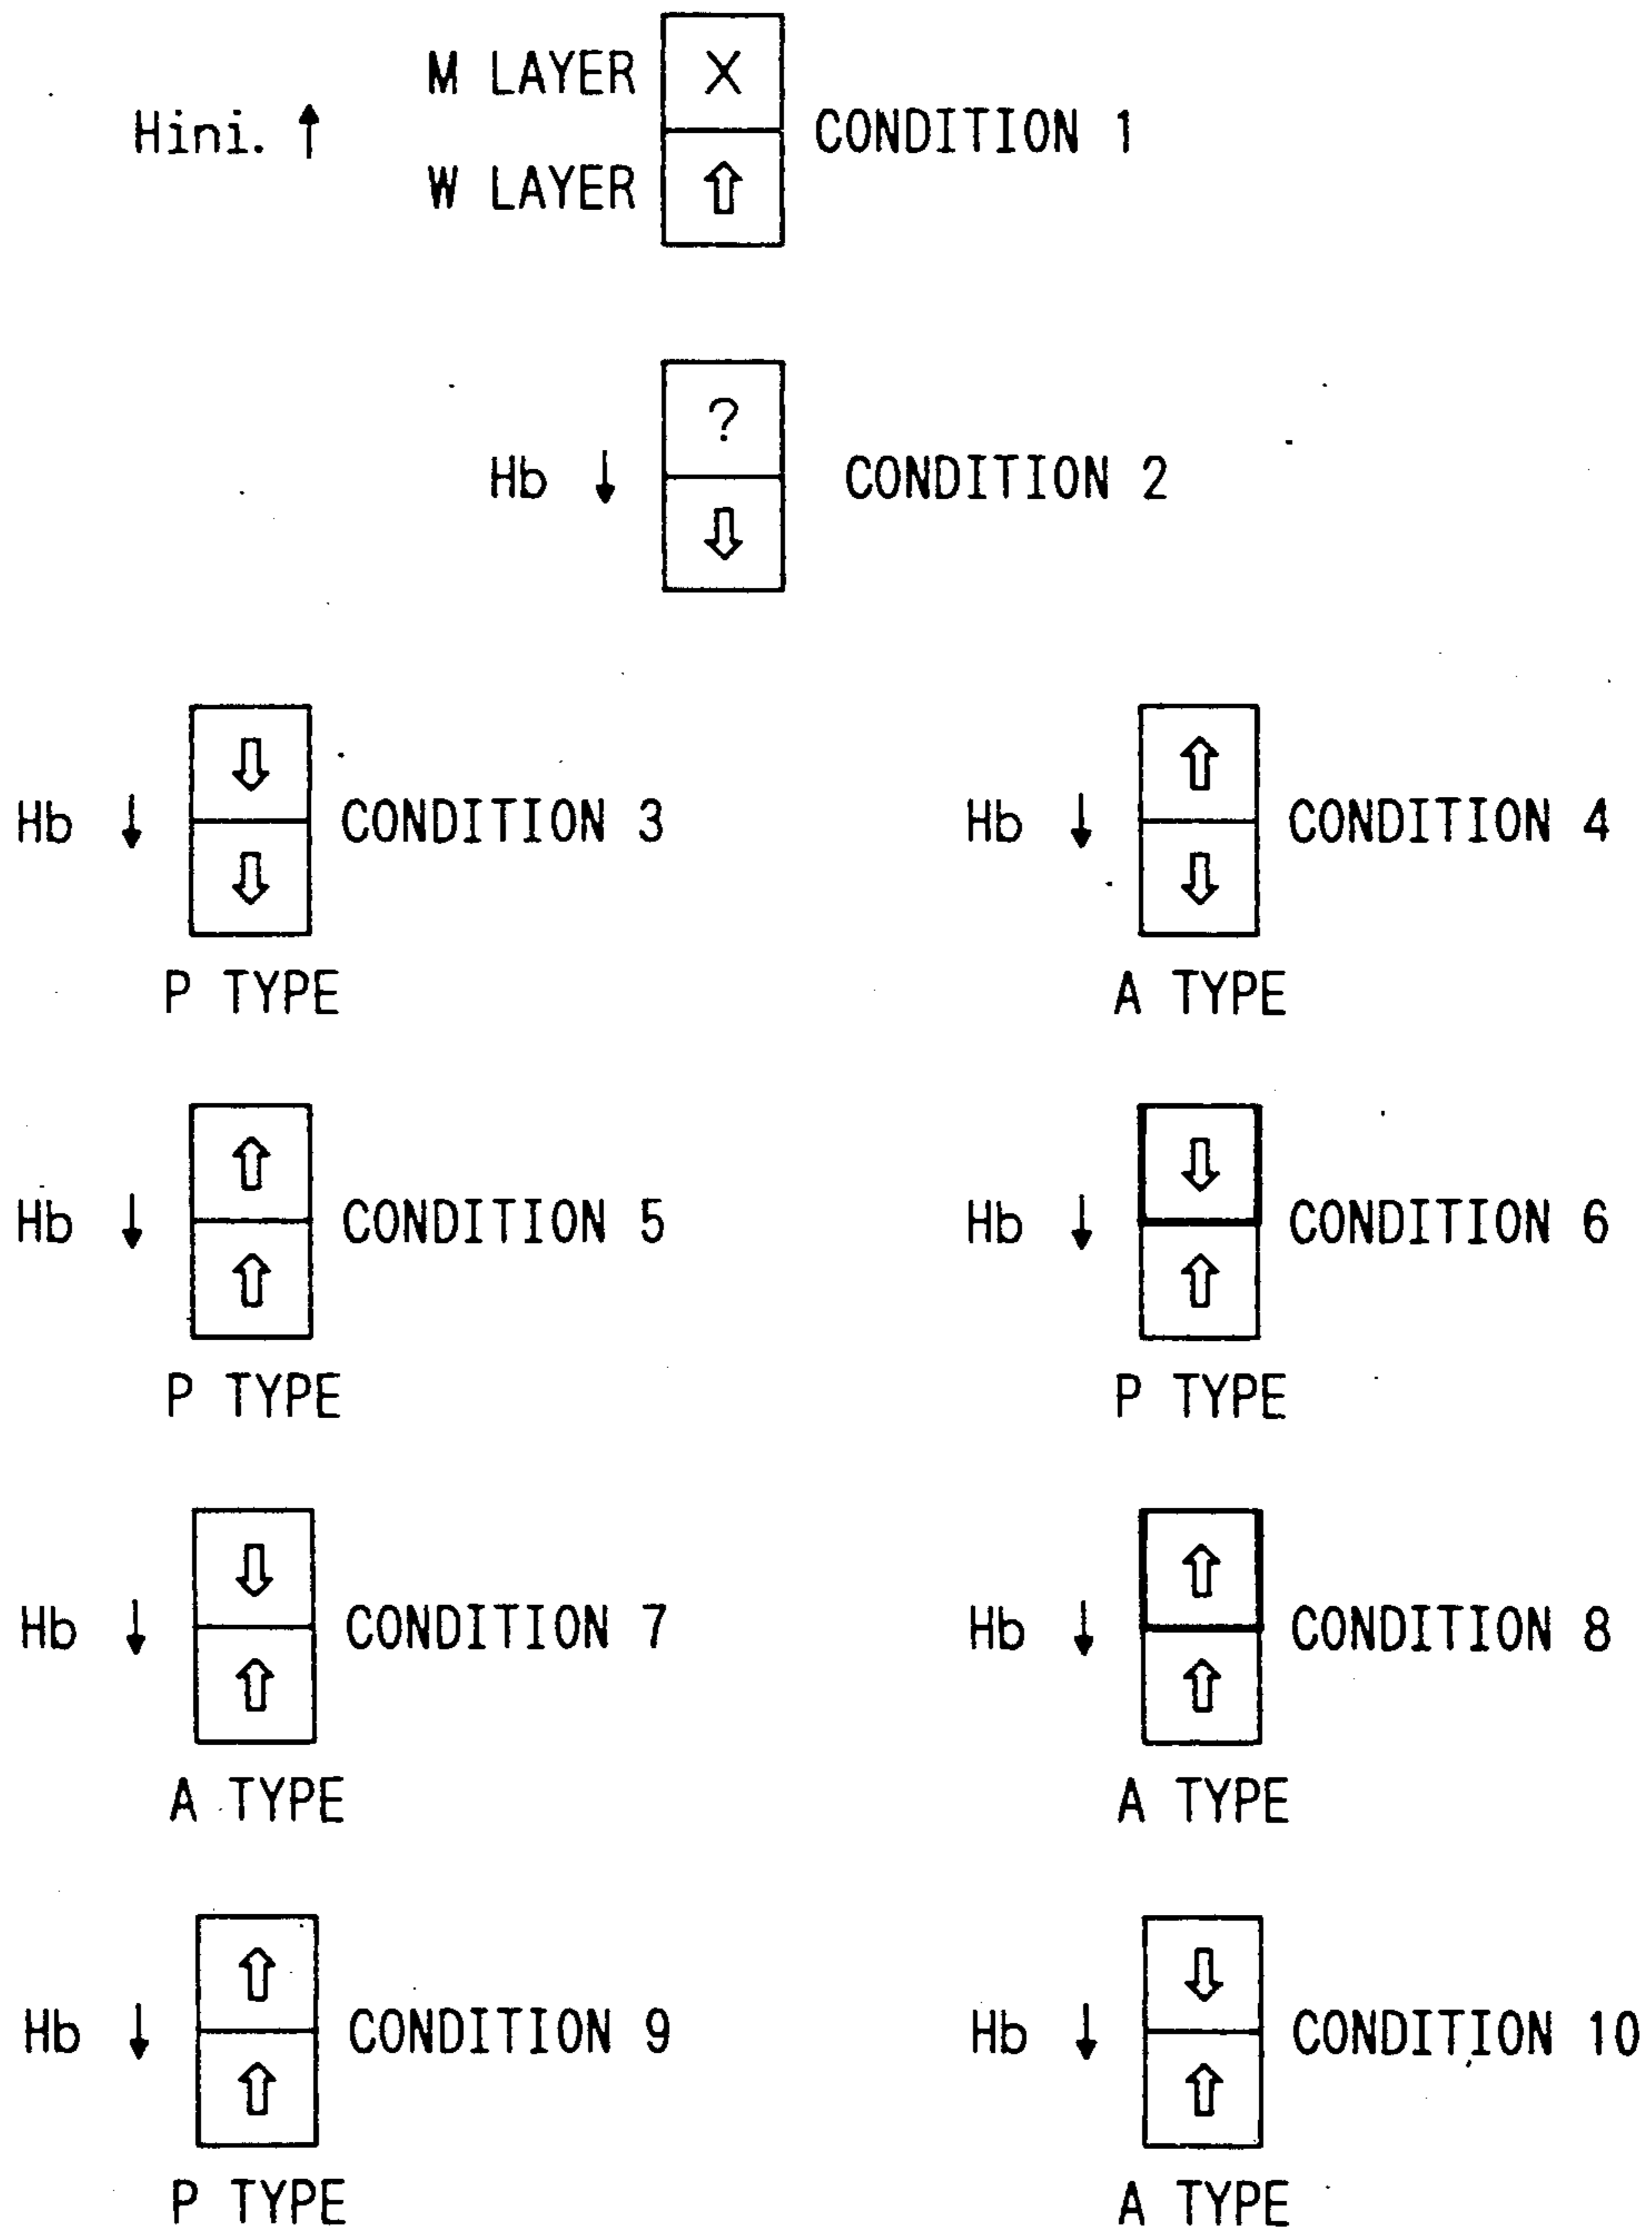 M LAYER X
Hini. ↑ CONDITION 1
W LAYER ⇧
?
Hb ↓ CONDITION 2
⇩
⇩ ⇧
Hb ↓ CONDITION 3 Hb ↓ CONDITION 4
⇩ ⇩
P TYPE A TYPE
⇧ ⇩
Hb ↓ CONDITION 5 Hb ↓ CONDITION 6
⇧ ⇧
P TYPE P TYPE
⇩ ⇧
Hb ↓ CONDITION 7 Hb ↓ CONDITION 8
⇧ ⇧
A TYPE A TYPE
⇧ ⇩
Hb ↓ CONDITION 9 Hb ↓ CONDITION 10
⇧ ⇧
P TYPE A TYPE